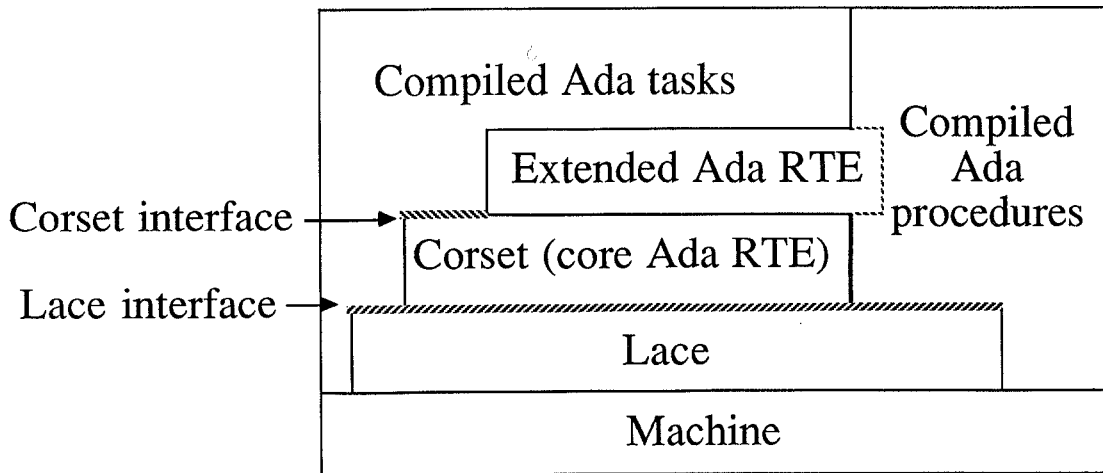 Compiled Ada tasks
Compiled
Ada
procedures
Extended Ada RTE
Corset interface
Corset (core Ada RTE)
Lace interface
Lace
Machine